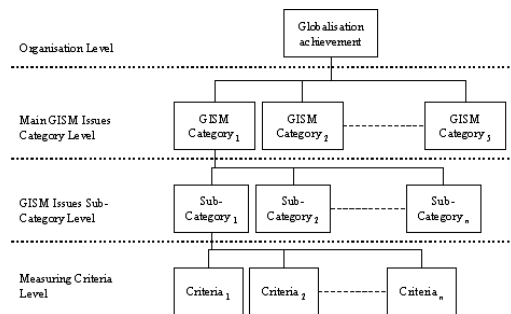 Globalisation
achievement
Organisation Level
Main GISM Issues
Category Level
GISM
Category 1
GISM
Category 2
GISM
Category 5
GISM Issues Sub-
Category Level
Sub-
Category 1
Sub-
Category 2
Sub-
Category n
Measuring Criteria
Level
Criteria 1
Criteria 2
Criteria n